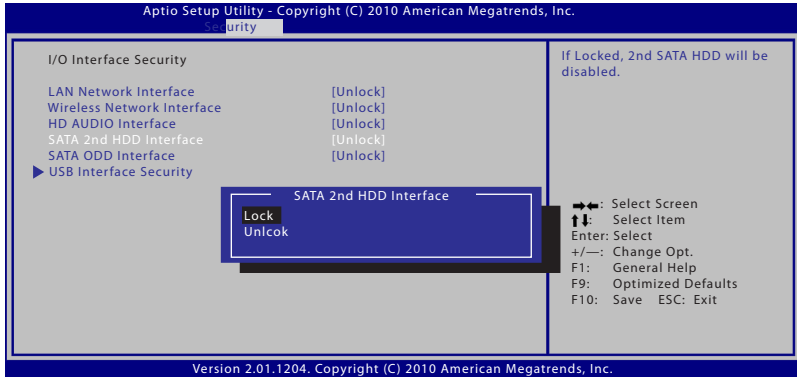 Aptio Setup Utility - Copyright (C) 2010 American Megatrends, Inc.
Security
I/O Interface Security
LAN Network Interface [Unlock]
Wireless Network Interface [Unlock]
HD AUDIO Interface [Unlock]
SATA 2nd HDD Interface [Unlock]
SATA ODD Interface [Unlock]
USB Interface Security
SATA 2nd HDD Interface
Lock
Unlcok
If Locked, 2nd SATA HDD will be
disabled.
→←: Select Screen
↑↓: Select Item
Enter: Select
+/—: Change Opt.
F1: General Help
F9: Optimized Defaults
F10: Save ESC: Exit
Version 2.01.1204. Copyright (C) 2010 American Megatrends, Inc.